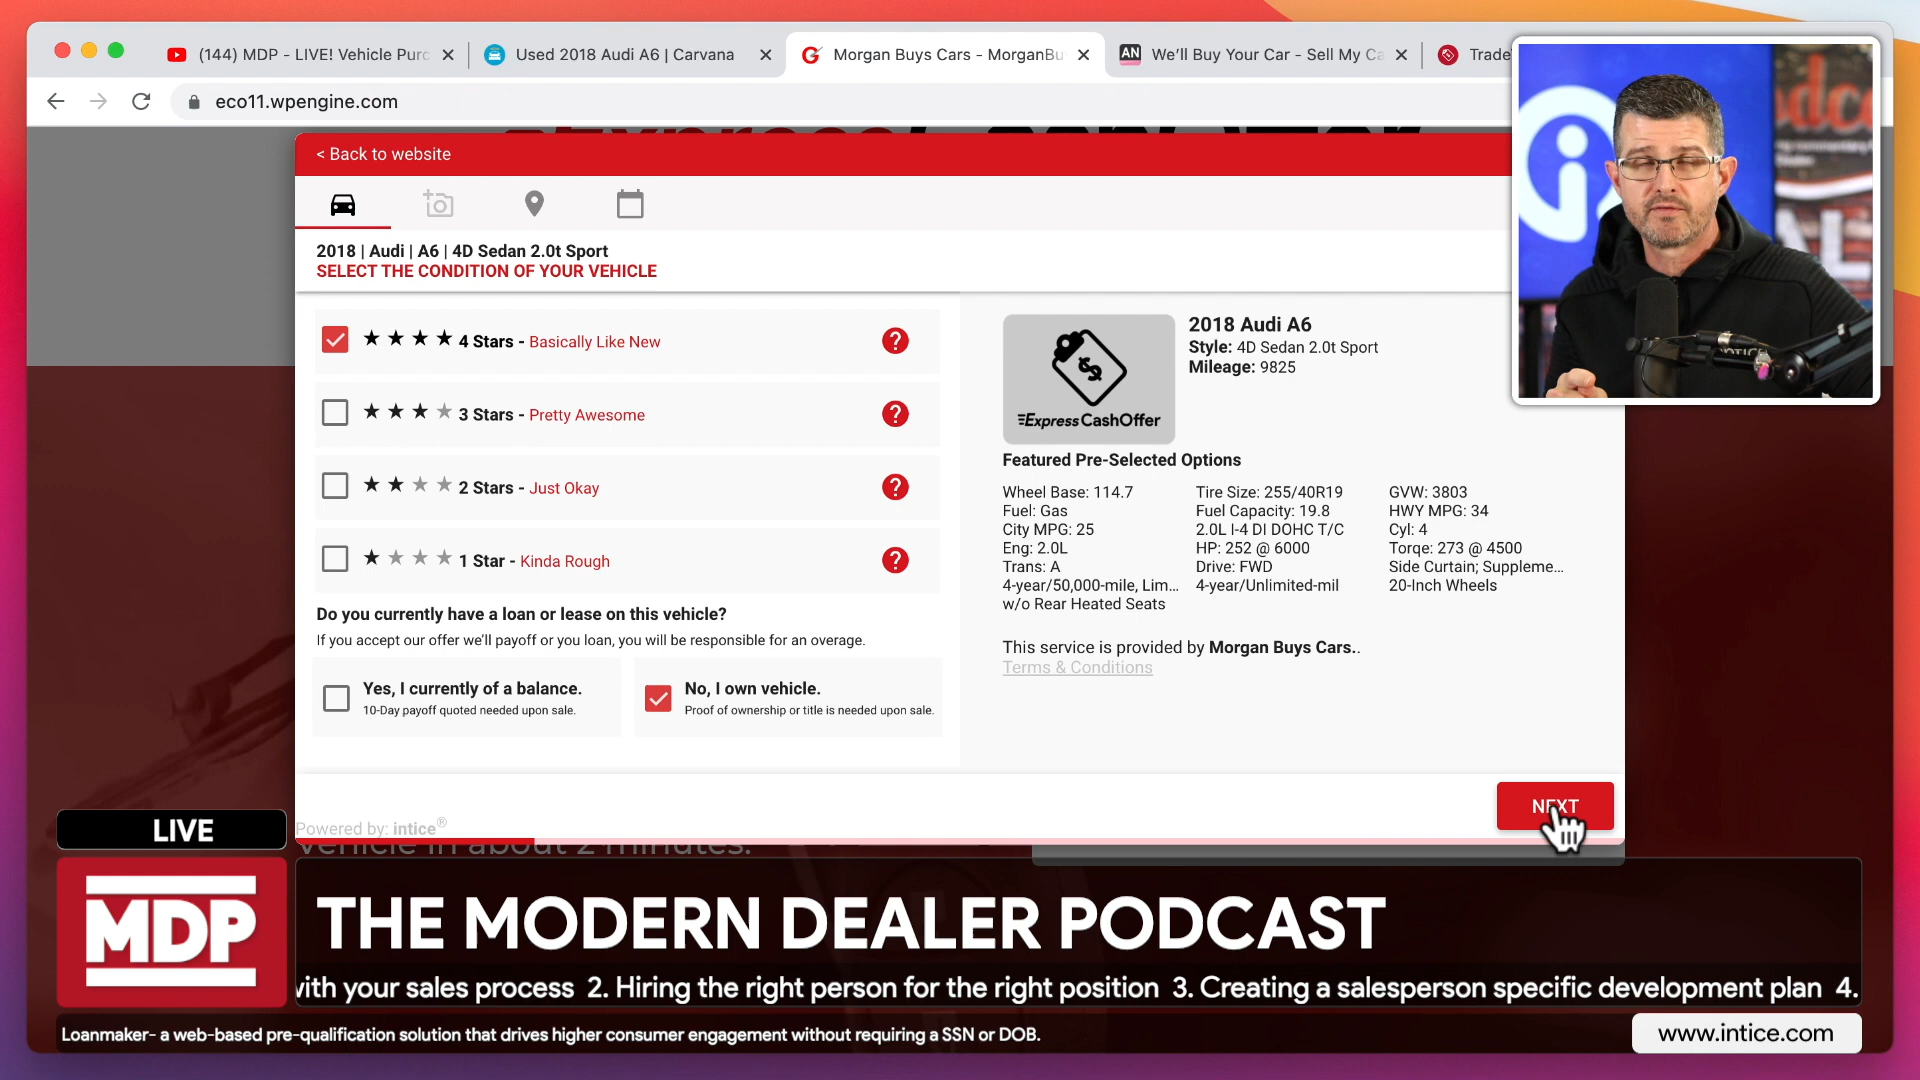 (144) MDP - LIVE! Vehicle Purc
Used 2018 Audi A6 | Carvana
Morgan Buys Cars - MorganBu
AN
We'll Buy Your Car - Sell My Ca
Trade
eco11.wpengine.com
< Back to website
2018 | Audi | A6 | 4D Sedan 2.0t Sport
SELECT THE CONDITION OF YOUR VEHICLE
4 Stars - Basically Like New
?
3 Stars - Pretty Awesome
?
2 Stars - Just Okay
?
1 Star - Kinda Rough
?
Do you currently have a loan or lease on this vehicle?
If you accept our offer we'll payoff or you loan, you will be responsible for an overage.
Yes, I currently of a balance.
10-Day payoff quoted needed upon sale.
No, I own vehicle.
Proof of ownership or title is needed upon sale.
$
Express CashOffer
2018 Audi A6
Style: 4D Sedan 2.0t Sport
Mileage: 9825
Featured Pre-Selected Options
Wheel Base: 114.7
Fuel: Gas
City MPG: 25
Eng: 2.0L
Trans: A
4-year/50,000-mile, Lim...
w/o Rear Heated Seats
Tire Size: 255/40R19
Fuel Capacity: 19.8
2.0L I-4 DI DOHC T/C
HP: 252 @ 6000
Drive: FWD
4-year/Unlimited-mil
GVW: 3803
HWY MPG: 34
Cyl: 4
Torqe: 273 @ 4500
Side Curtain; Suppleme...
20-Inch Wheels
This service is provided by Morgan Buys Cars..
Terms & Conditions
NEXT
Powered by: intice®
vehicle in about 2 minutes.
LIVE
MDP
THE MODERN DEALER PODCAST
with your sales process 2. Hiring the right person for the right position 3. Creating a salesperson specific development plan 4.
Loanmaker- a web-based pre-qualification solution that drives higher consumer engagement without requiring a SSN or DOB.
www.intice.com